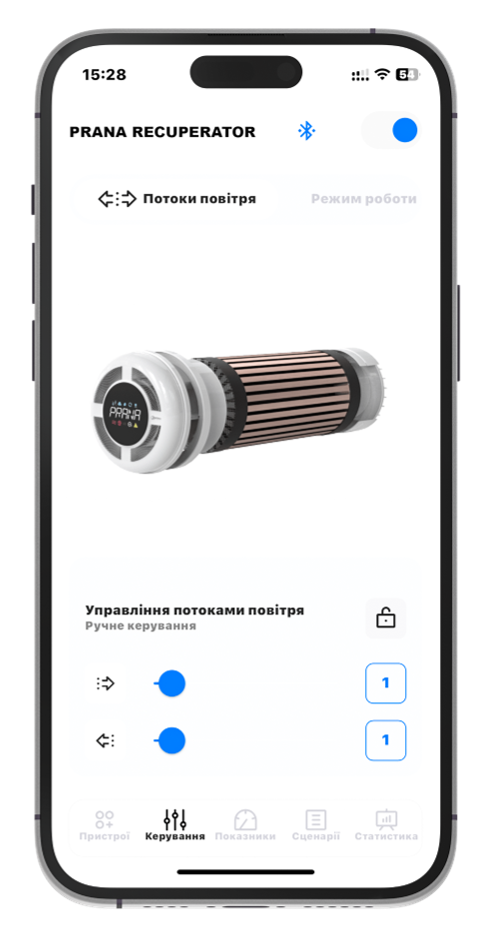 15:28
54
PRANA RECUPERATOR
Потоки повітря
Режим роботи
PRANA
Управління потоками повітря
Ручне керування
1
1
Пристрої
Керування
Показники
Сценарії
Статистика